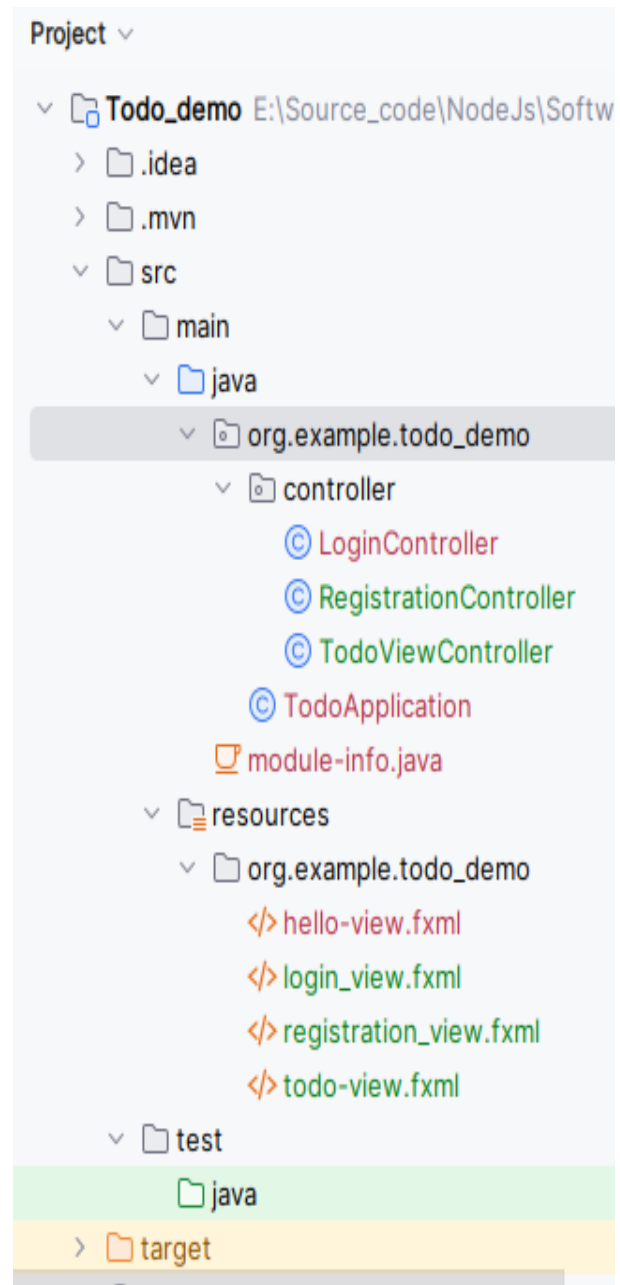 Project
Todo_demo E:\Source_code\NodeJs\Softw
.idea
.mvn
src
main
java
org.example.todo_demo
controller
LoginController
RegistrationController
TodoViewController
TodoApplication
module-info.java
resources
org.example.todo_demo
hello-view.fxml
login_view.fxml
registration_view.fxml
todo-view.fxml
test
java
target